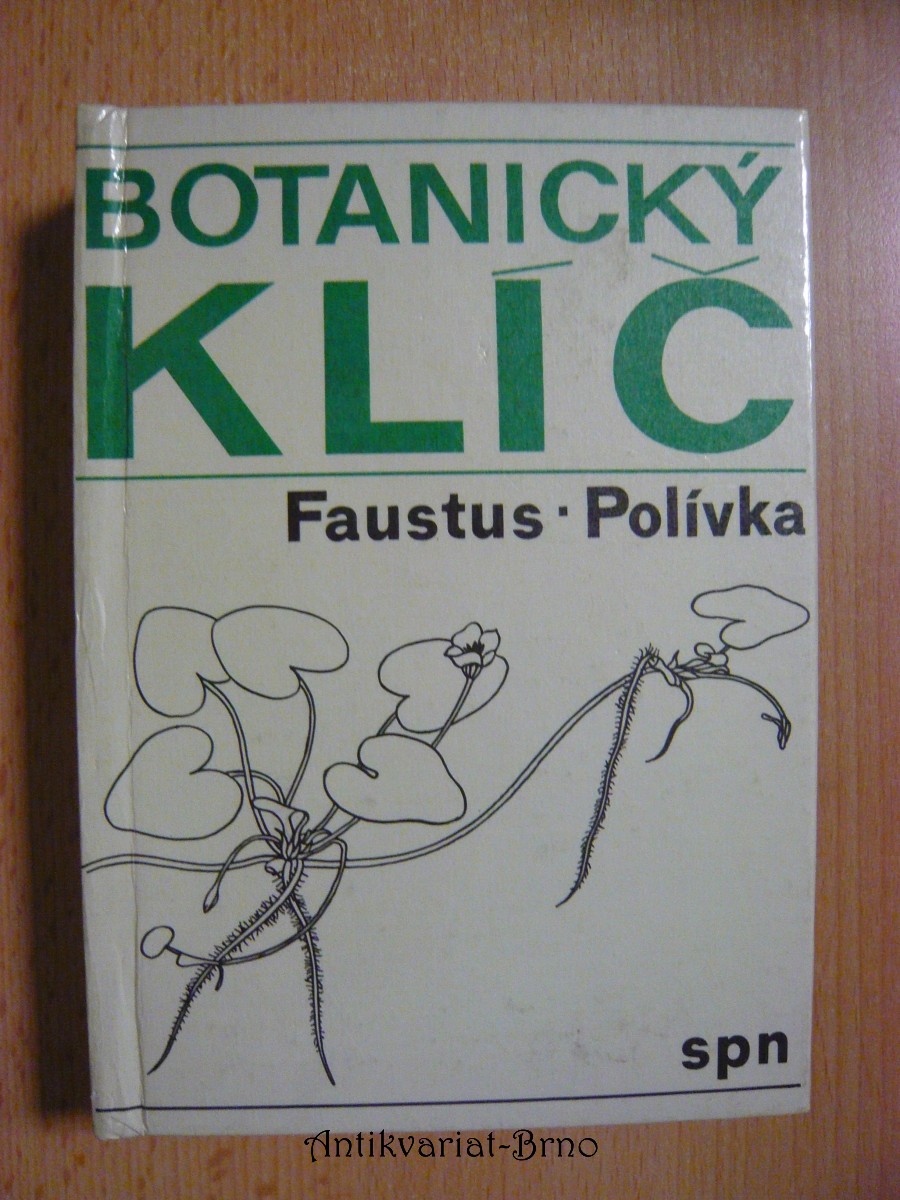 BOTANICKÝ
KLÍČ
Faustus · Polívka
spn
Antikvariat-Brno